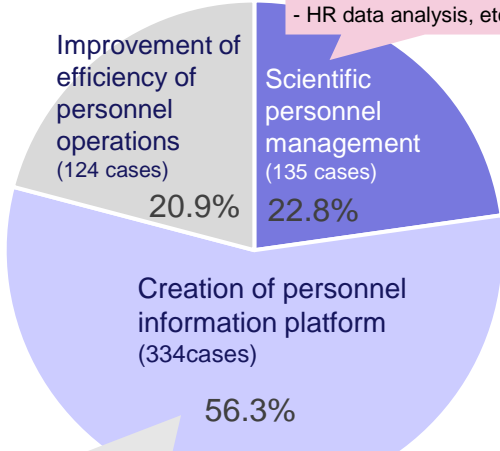 - HR data analysis, etc
Improvement of
efficiency of
personnel
operations
(124 cases)
20.9%
Scientific
personnel
management
(135 cases)
22.8%
Creation of personnel
information platform
(334cases)
56.3%